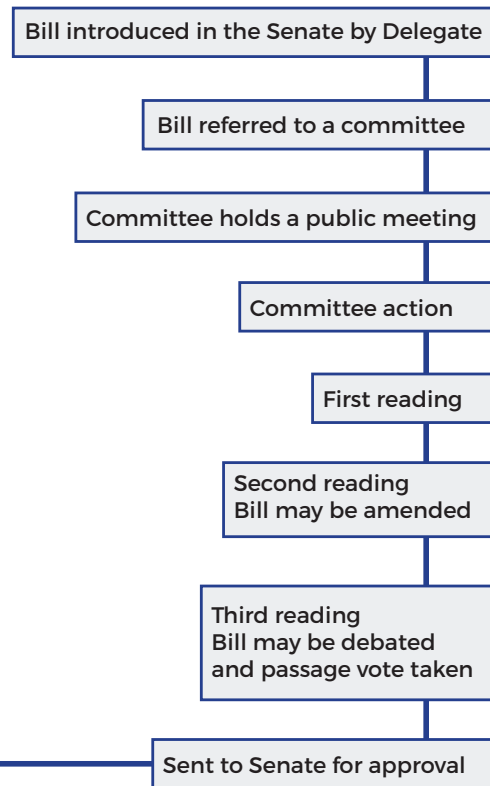 Bill introduced in the Senate by Delegate
Bill referred to a committee
Committee holds a public meeting
Committee action
First reading
Second reading
Bill may be amended
Third reading
Bill may be debated
and passage vote taken
Sent to Senate for approval